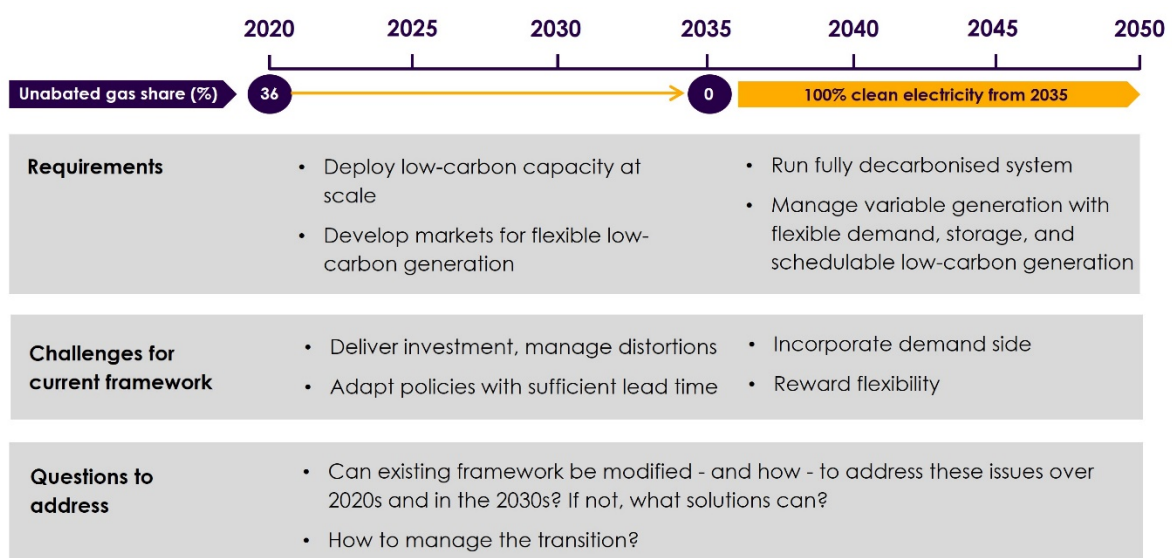 2020 2025 2030 2035 2040 2045 2050
Unabated gas share (%) 36 0 100% clean electricity from 2035
Requirements
• Deploy low-carbon capacity at
scale
• Develop markets for flexible low-
carbon generation
• Run fully decarbonised system
• Manage variable generation with
flexible demand, storage, and
schedulable low-carbon generation
Challenges for
current framework
• Deliver investment, manage distortions
• Adapt policies with sufficient lead time
• Incorporate demand side
• Reward flexibility
Questions to
address
• Can existing framework be modified - and how - to address these issues over
2020s and in the 2030s? If not, what solutions can?
• How to manage the transition?